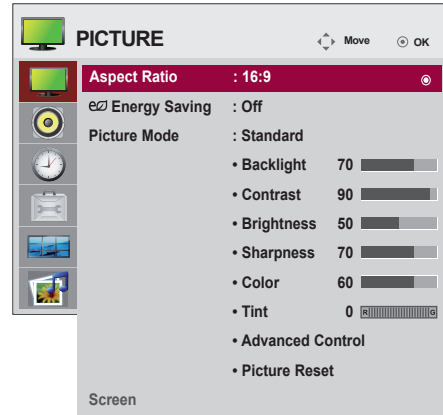 PICTURE Move OK
Aspect Ratio : 16:9
Energy Saving : Off
Picture Mode : Standard
• Backlight 70
• Contrast 90
• Brightness 50
• Sharpness 70
• Color 60
• Tint 0 R G
• Advanced Control
• Picture Reset
Screen